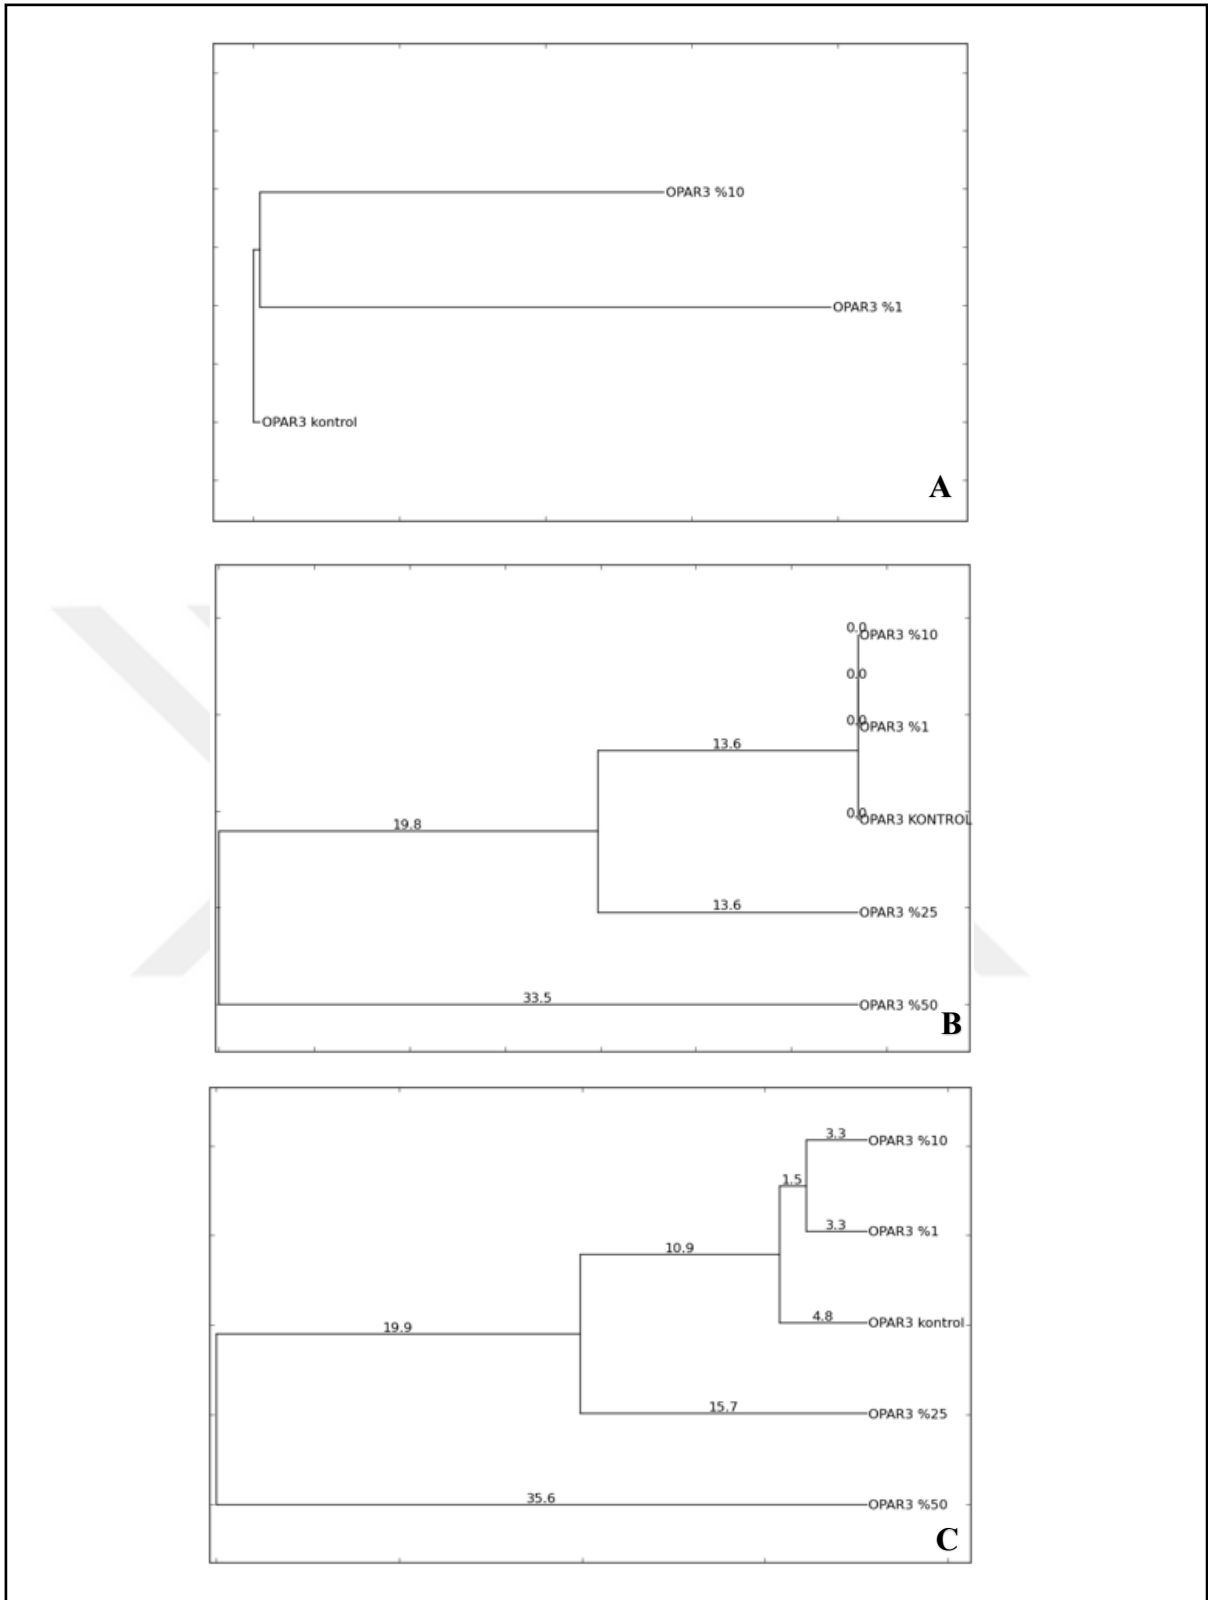 OPAR3 %10
OPAR3 %1
OPAR3 kontrol
A
0.0
OPAR3 %10
0.0
0.0
OPAR3 %1
13.6
0.0
OPAR3 KONTROL
19.8
13.6
OPAR3 %25
33.5
OPAR3 %50
B
3.3
OPAR3 %10
1.5
3.3
OPAR3 %1
10.9
4.8
OPAR3 kontrol
19.9
15.7
OPAR3 %25
35.6
OPAR3 %50
C